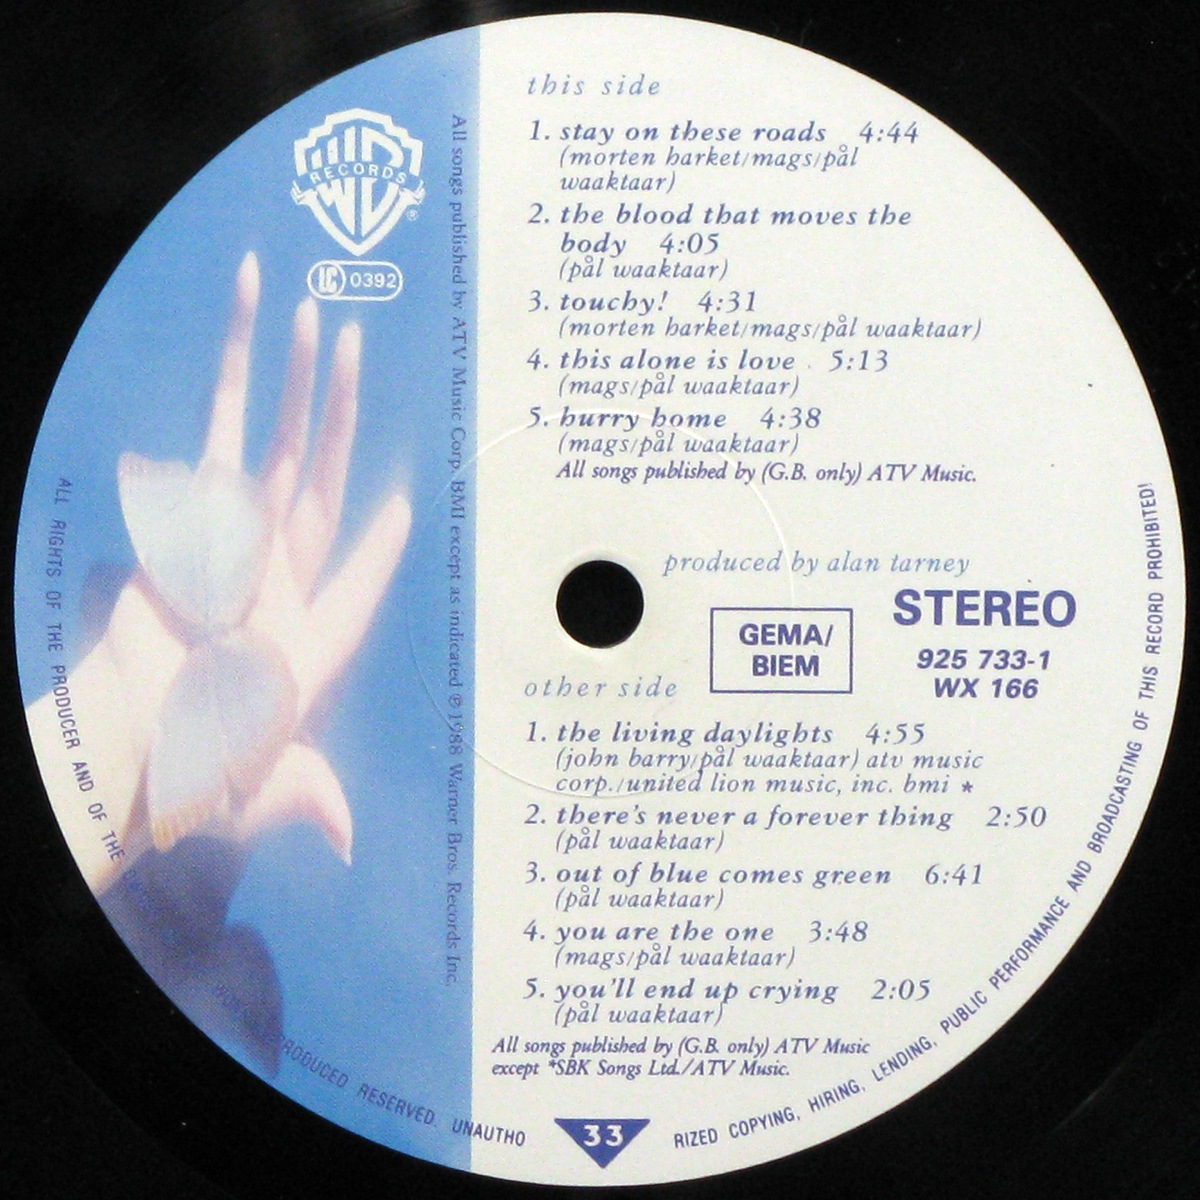 WB
RECORDS
®
LC 0392
All songs published by ATV Music Corp. BMI except as indicated ℗ 1988 Warner Bros. Records Inc.
this side
1. stay on these roads 4:44
(morten harket/mags/pål
waaktaar)
2. the blood that moves the
body 4:05
(pål waaktaar)
3. touchy! 4:31
(morten harket/mags/pål waaktaar)
4. this alone is love 5:13
(mags/pål waaktaar)
5. hurry home 4:38
(mags/pål waaktaar)
All songs published by (G.B. only) ATV Music.
produced by alan tarney
STEREO
GEMA/
BIEM
925 733-1
WX 166
other side
1. the living daylights 4:55
(john barry/pål waaktaar) atv music
corp./united lion music, inc. bmi *
2. there's never a forever thing 2:50
(pål waaktaar)
3. out of blue comes green 6:41
(pål waaktaar)
4. you are the one 3:48
(mags/pål waaktaar)
5. you'll end up crying 2:05
(pål waaktaar)
All songs published by (G.B. only) ATV Music
except *SBK Songs Ltd./ATV Music.
33
ALL RIGHTS OF THE PRODUCER AND OF THE WORK REPRODUCED RESERVED. UNAUTHO RIZED COPYING, HIRING, LENDING, PUBLIC PERFORMANCE AND BROADCASTING OF THIS RECORD PROHIBITED!